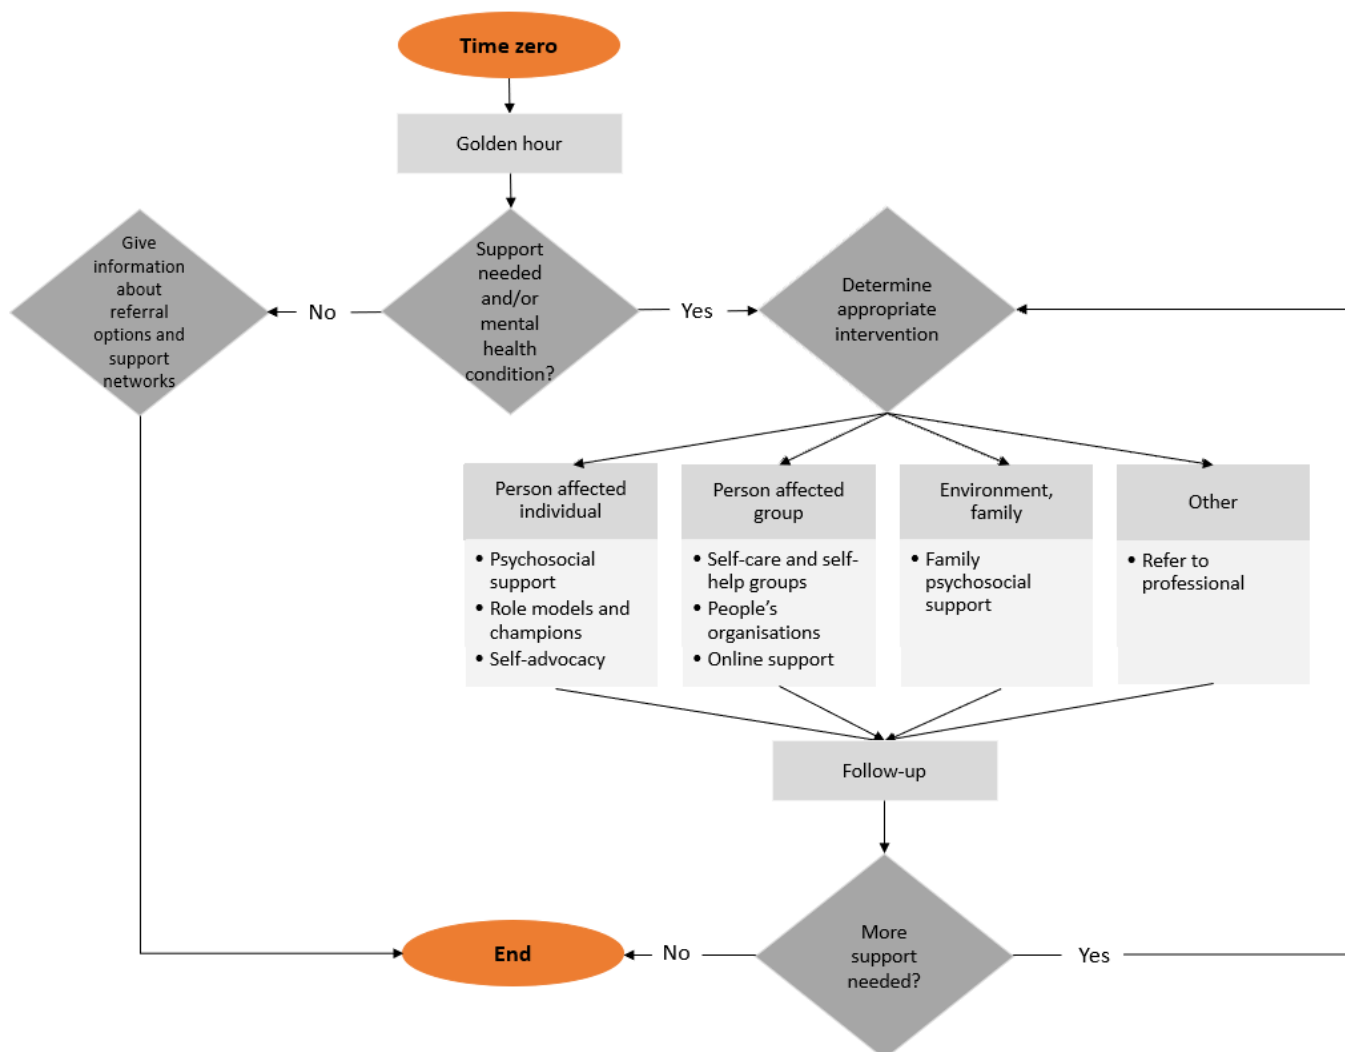 Time zero
Golden hour
Give
information
about
referral
options and
support
networks
No
Support
needed
and/or
mental
health
condition?
Yes
Determine
appropriate
intervention
Person affected
individual
• Psychosocial
support
• Role models and
champions
• Self-advocacy
Person affected
group
• Self-care and self-
help groups
• People’s
organisations
• Online support
Environment,
family
• Family
psychosocial
support
Other
• Refer to
professional
Follow-up
More
support
needed?
No
Yes
End